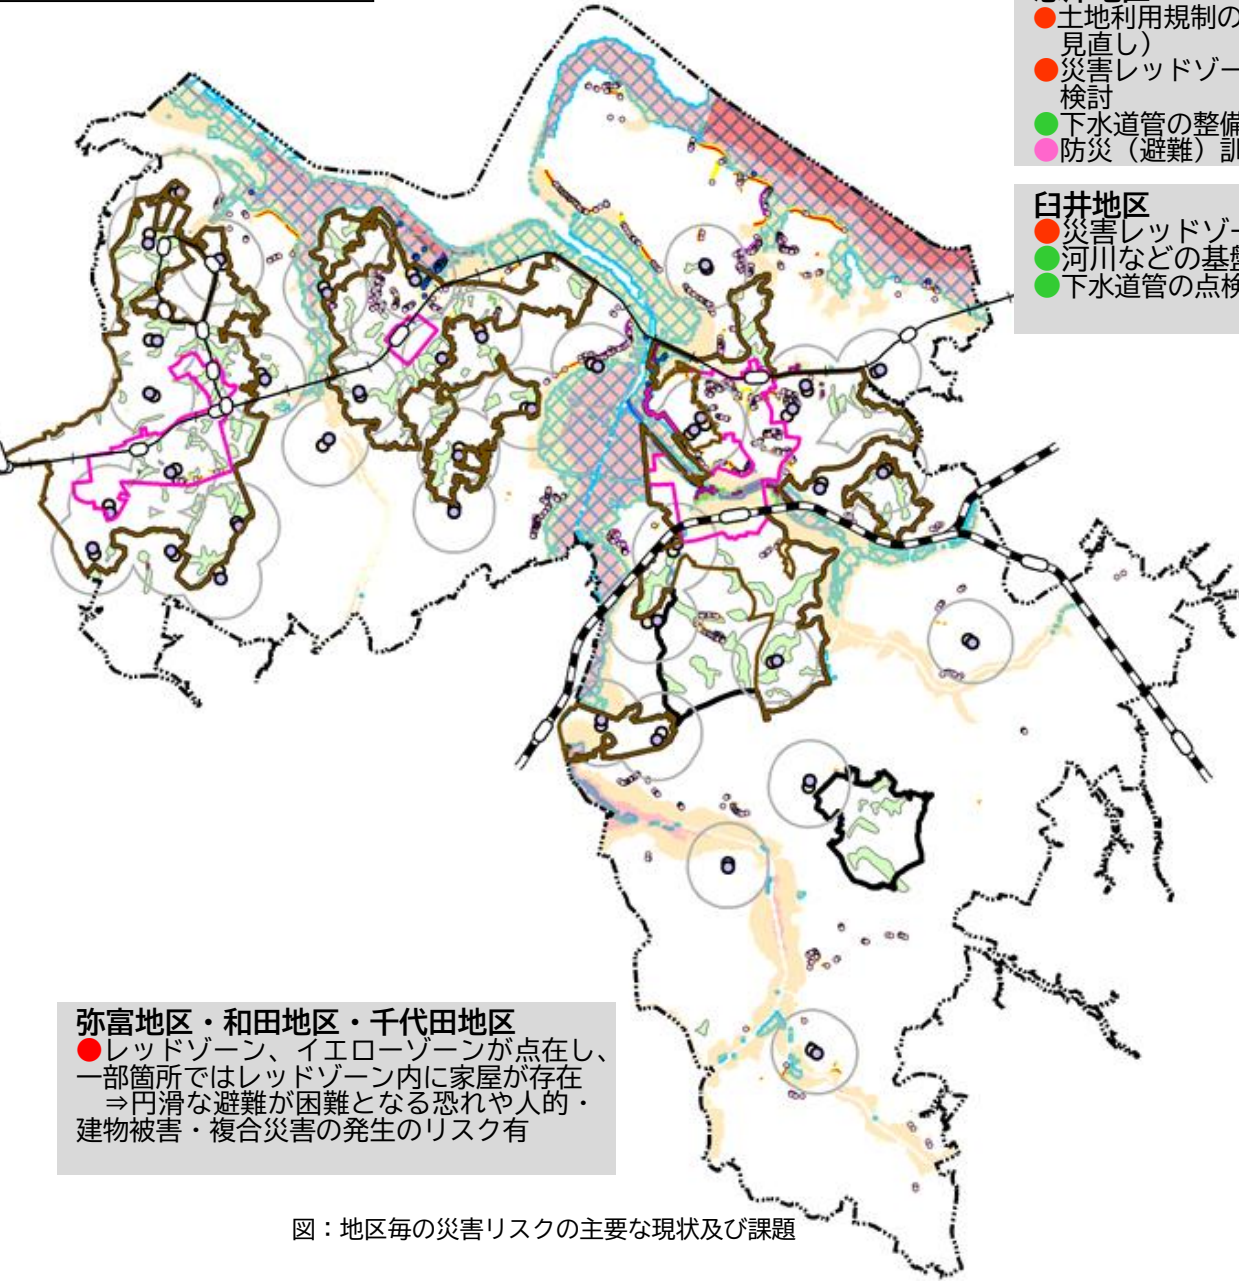 ●土地利用規制の
見直し）
●災害レッドゾー
検討
●下水道管の整備
●防災（避難）訓
臼井地区
●災害レッドゾー
●河川などの基盤
●下水道管の点検
弥富地区・和田地区・千代田地区
●レッドゾーン、イエローゾーンが点在し、
一部箇所ではレッドゾーン内に家屋が存在
⇒円滑な避難が困難となる恐れや人的・
建物被害・複合災害の発生のリスク有
図：地区毎の災害リスクの主要な現状及び課題